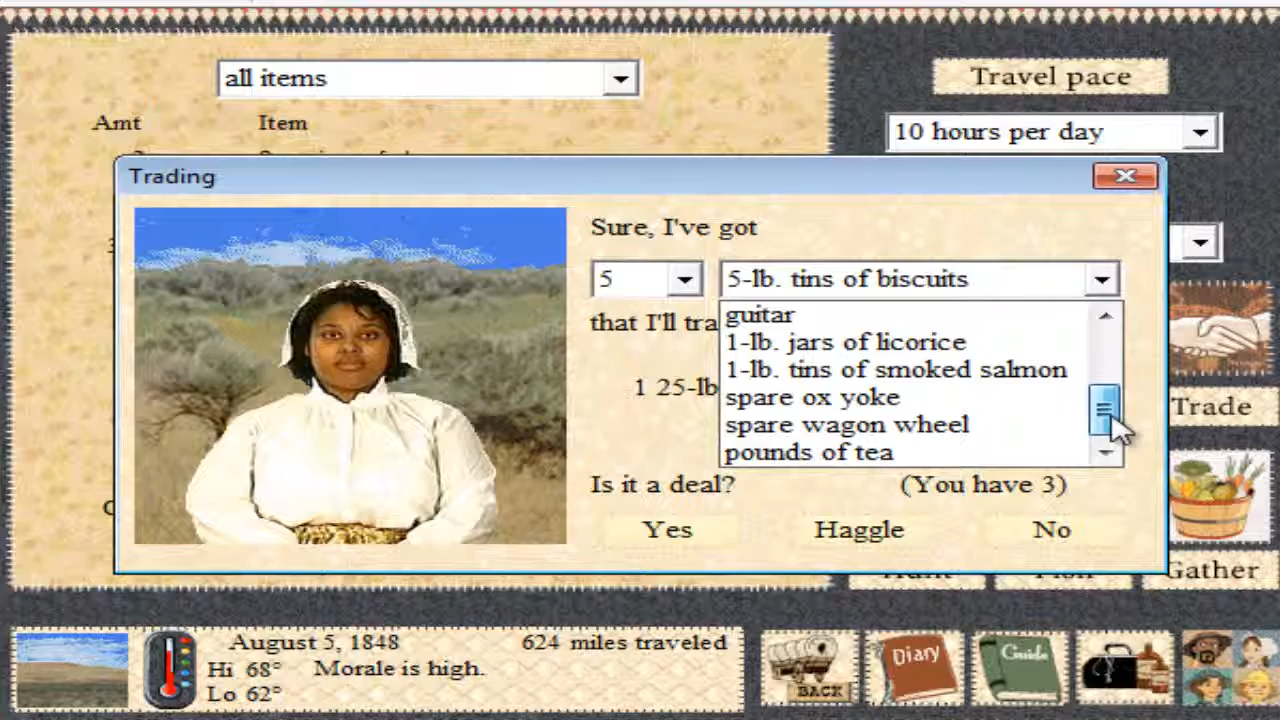 all items
Travel pace
Amt
Item
10 hours per day
Trading
Sure, I've got
5
5-lb. tins of biscuits
that I'll tra
guitar
1-lb. jars of licorice
1-lb. tins of smoked salmon
spare ox yoke
spare wagon wheel
pounds of tea
1 25-lb
Trade
Is it a deal?
(You have 3)
Yes
Haggle
No
Hunt
Fish
Gather
August 5, 1848
624 miles traveled
Hi 68°
Morale is high.
Lo 62°
BACK
Diary
Guide